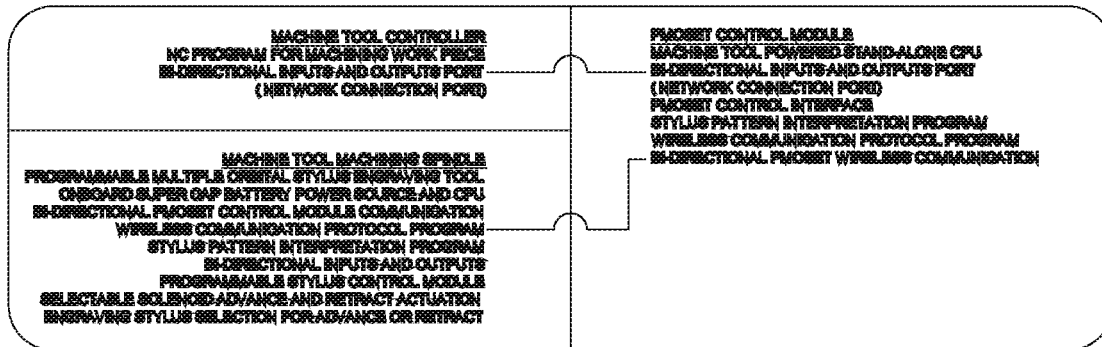 MACHINE TOOL CONTROLLER
NC PROGRAM FOR MACHINING WORK PIECE
BI-DIRECTIONAL INPUTS AND OUTPUTS PORT
(NETWORK CONNECTION PORT)
MACHINE TOOL MACHINING SPINDLE
PROGRAMMABLE MULTIPLE ORBITAL STYLUS ENGRAVING TOOL
ONBOARD SUPER CAP BATTERY POWER SOURCE AND CPU
BI-DIRECTIONAL PMOSET CONTROL MODULE COMMUNICATION
WIRELESS COMMUNICATION PROTOCOL PROGRAM
STYLUS PATTERN INTERPRETATION PROGRAM
BI-DIRECTIONAL INPUTS AND OUTPUTS
PROGRAMMABLE STYLUS CONTROL MODULE
SELECTABLE SOLENOID ADVANCE AND RETRACT ACTUATION
ENGRAVING STYLUS SELECTION FOR ADVANCE OR RETRACT
PMOSET CONTROL MODULE
MACHINE TOOL POWERED STAND-ALONE CPU
BI-DIRECTIONAL INPUTS AND OUTPUTS PORT
(NETWORK CONNECTION PORT)
PMOSET CONTROL INTERFACE
STYLUS PATTERN INTERPRETATION PROGRAM
WIRELESS COMMUNICATION PROTOCOL PROGRAM
BI-DIRECTIONAL PMOSET WIRELESS COMMUNICATION